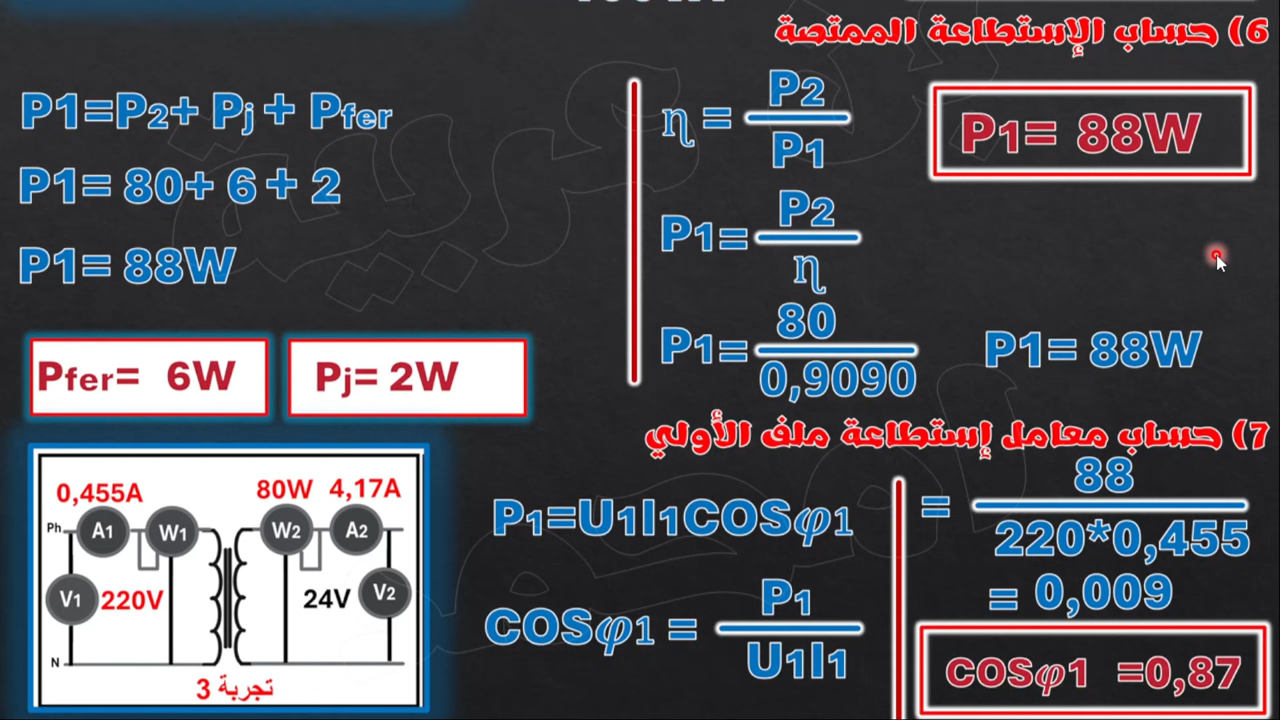 6) حساب الإستطاعة الممتصة
P1=P2+ Pj + Pfer
P1= 80+ 6 + 2
P1= 88W
η = P2 / P1
P1= P2 / η
P1= 80 / 0,9090
P1= 88W
P1= 88W
Pfer= 6W
Pj= 2W
7) حساب معامل إستطاعة ملف الأولي
P1=U1I1COSφ1
COSφ1 = P1 / U1I1
= 88 / 220*0,455
= 0,009
COSφ1 =0,87
0,455A
80W 4,17A
Ph A1 W1 W2 A2
V1 220V 24V V2
N
تجربة 3